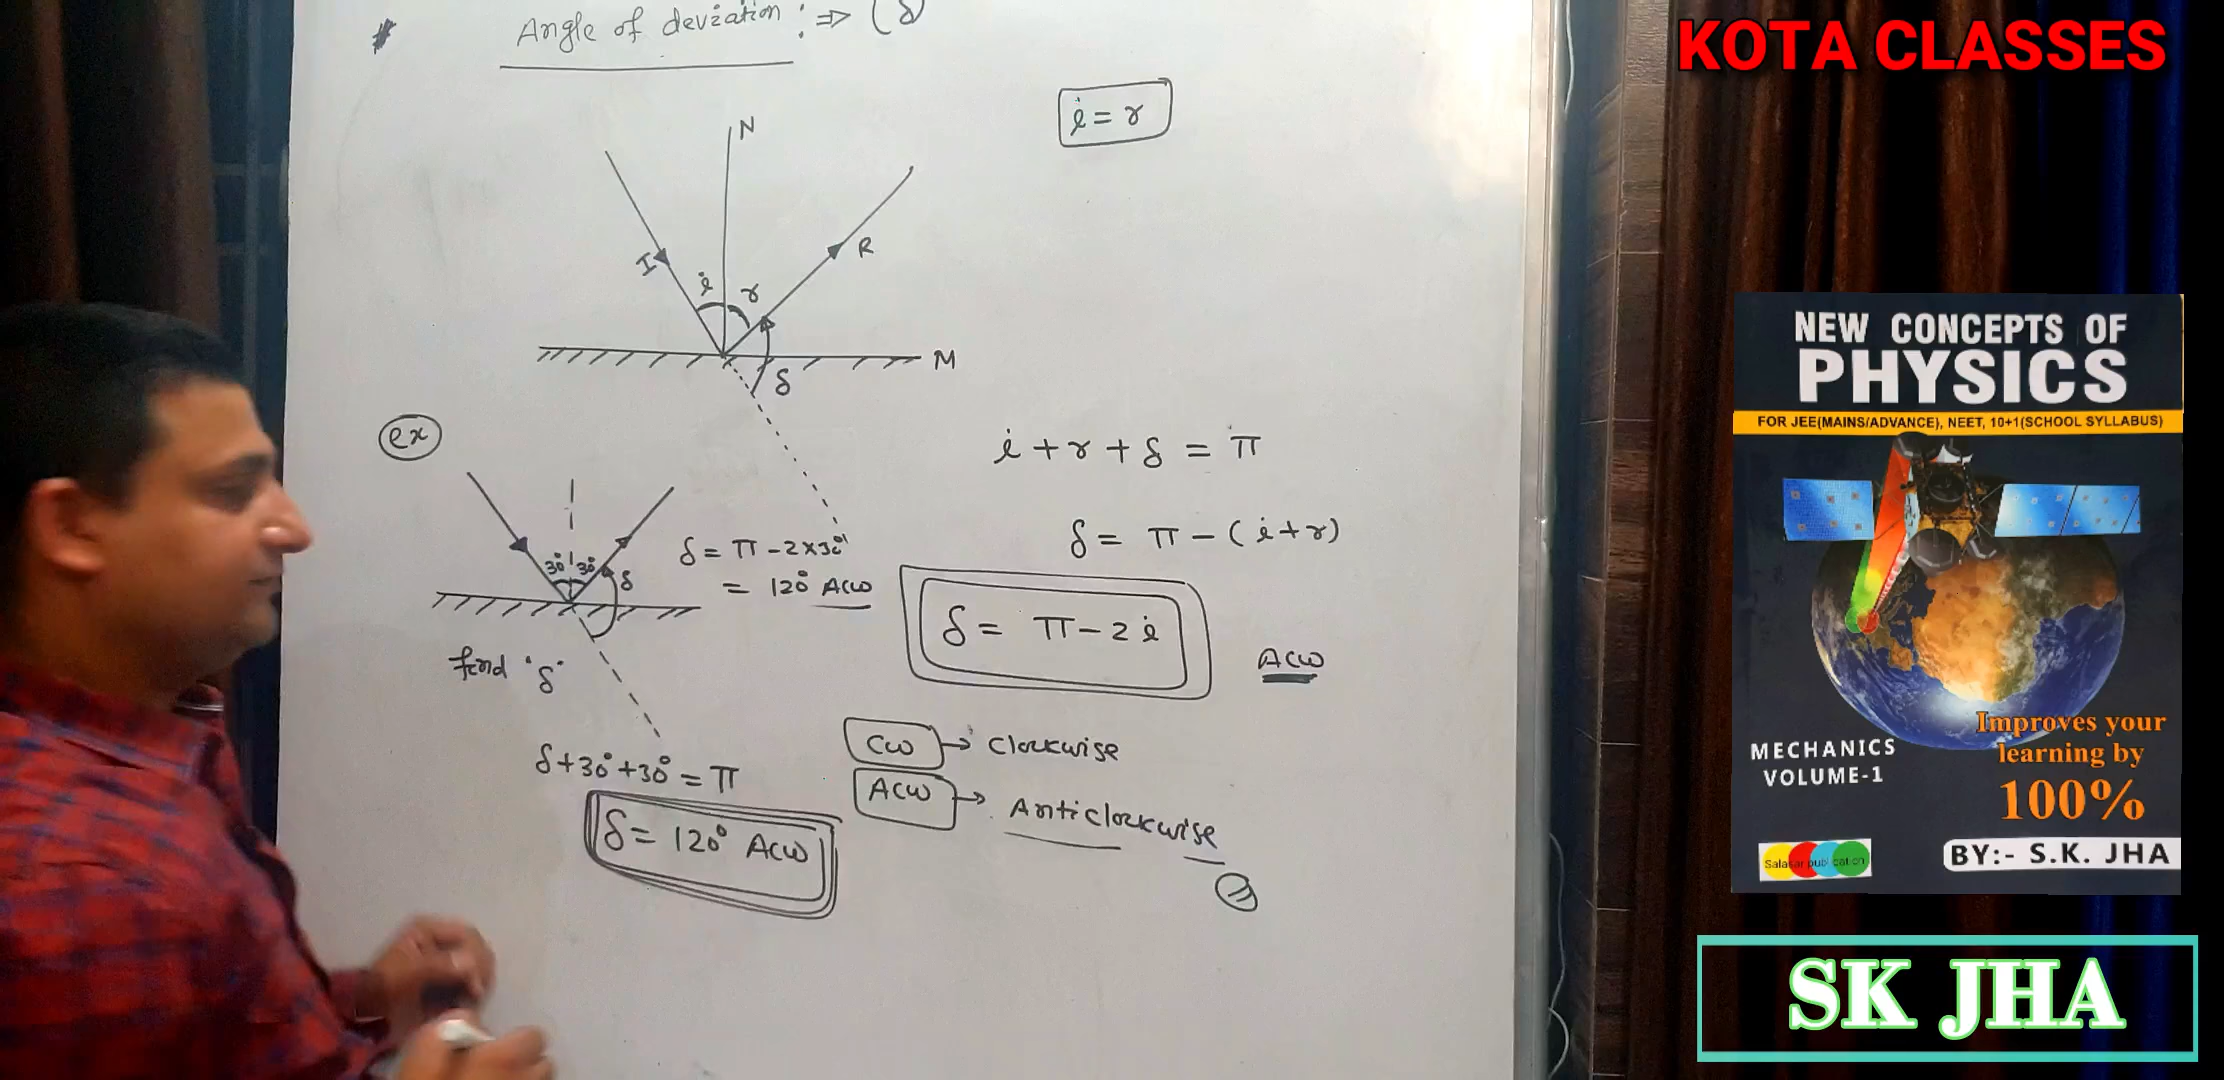 # Angle of deviation :⇒ (δ)
i = r
N
I
R
i
r
M
δ
ex
i + r + δ = π
δ = π - (i + r)
δ = π - 2i
ACW
30° 30°
δ
δ = π - 2×30°
= 120° ACW
find "δ"
δ + 30° + 30° = π
δ = 120° ACW
CW → Clockwise
ACW → Anticlockwise
KOTA CLASSES
NEW CONCEPTS OF
PHYSICS
FOR JEE(MAINS/ADVANCE), NEET, 10+1(SCHOOL SYLLABUS)
MECHANICS
VOLUME-1
Improves your
learning by
100%
Salasar publication
BY:- S.K. JHA
SK JHA